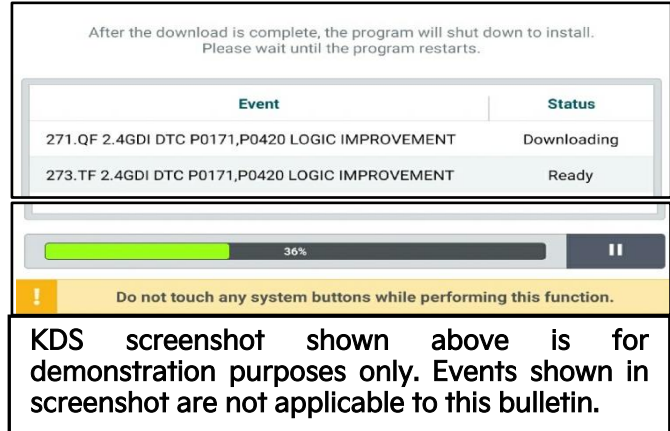 After the download is complete, the program will shut down to install.
Please wait until the program restarts.
Event Status
271.QF 2.4GDI DTC P0171,P0420 LOGIC IMPROVEMENT Downloading
273.TF 2.4GDI DTC P0171,P0420 LOGIC IMPROVEMENT Ready
36%
! Do not touch any system buttons while performing this function.
KDS screenshot shown above is for
demonstration purposes only. Events shown in
screenshot are not applicable to this bulletin.